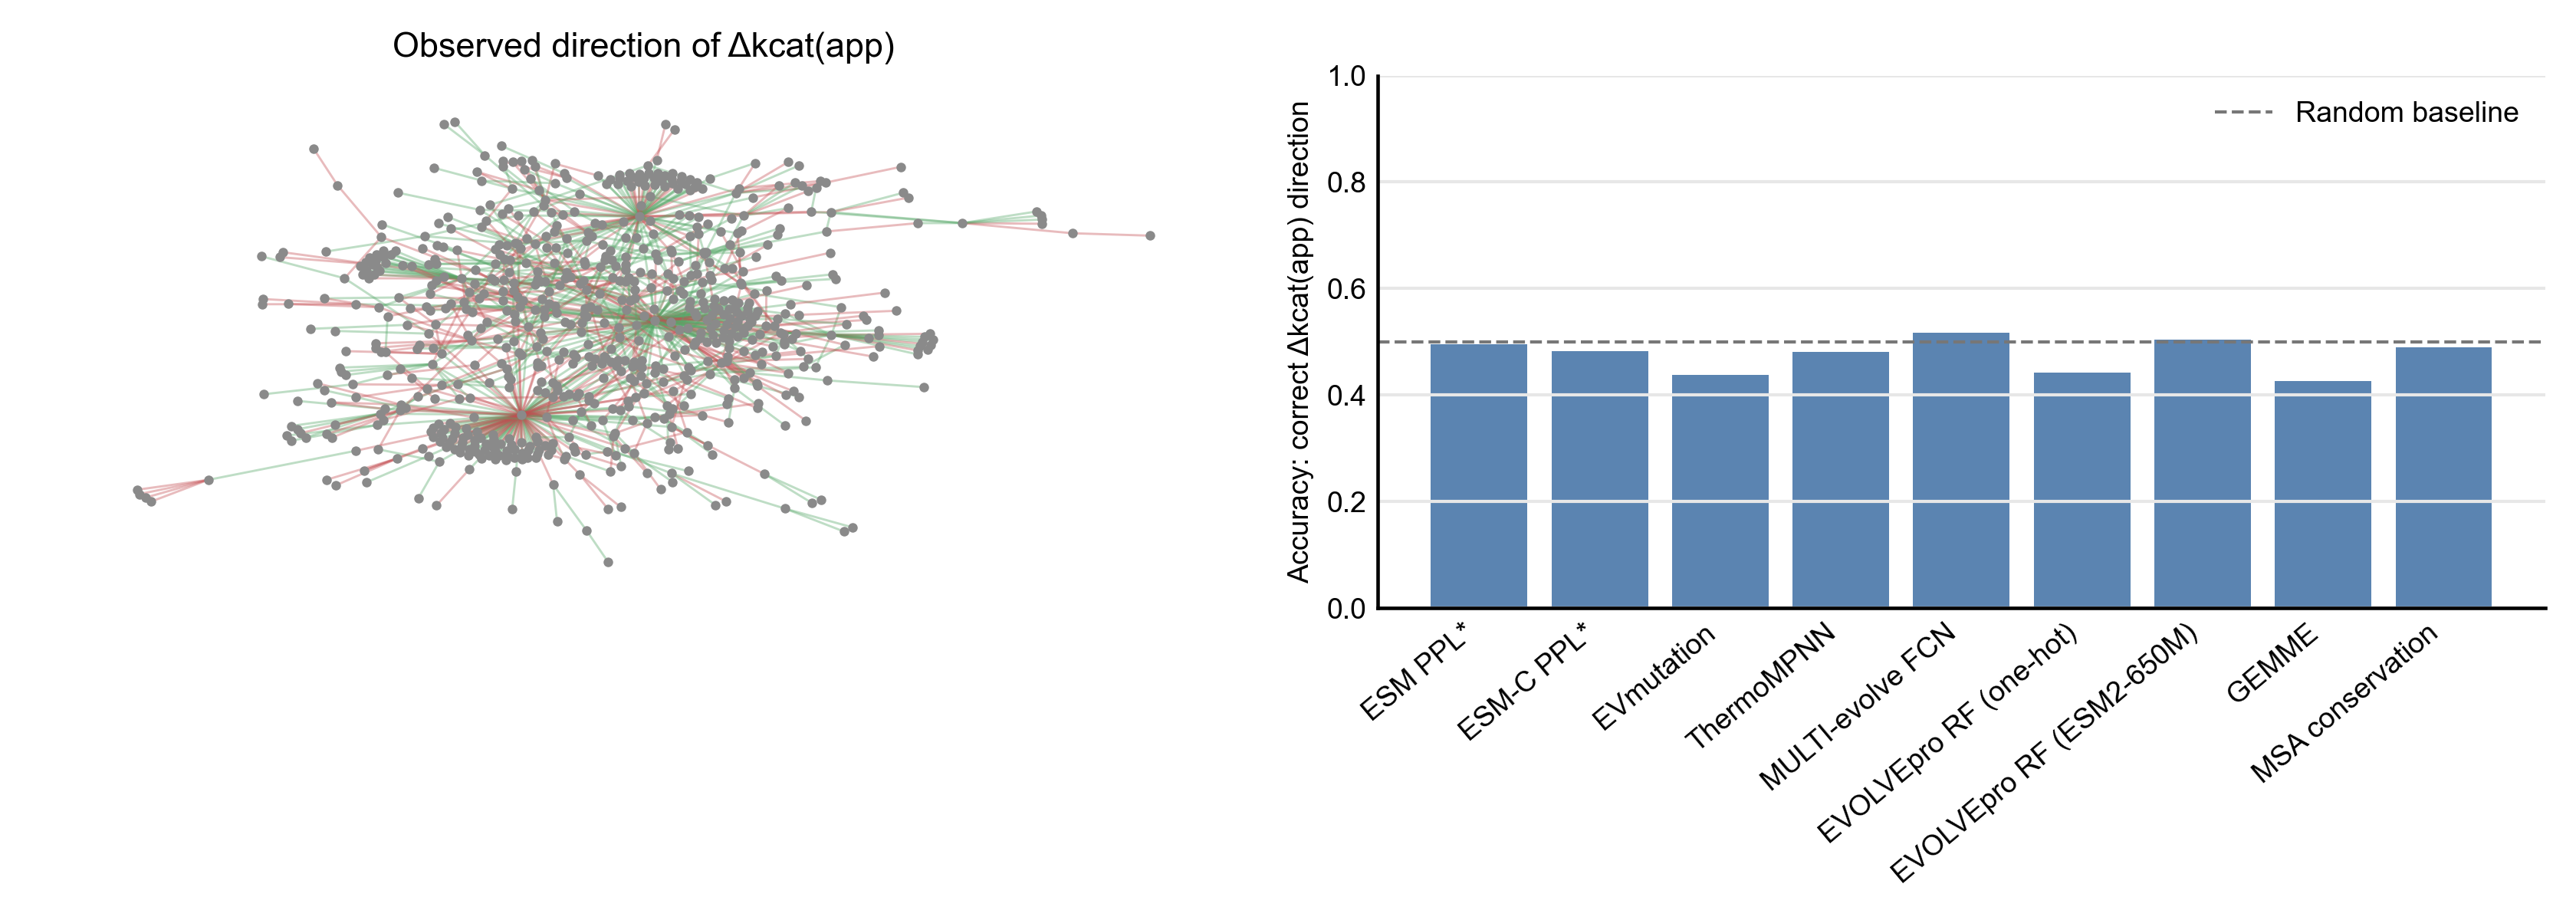 Observed direction of Δkcat(app)
Accuracy: correct Δkcat(app) direction
1.0
0.8
0.6
0.4
0.2
0.0
Random baseline
ESM PPL*
ESM-C PPL*
EVmutation
ThermoMPNN
MULTI-evolve FCN
EVOLVEpro RF (one-hot)
EVOLVEpro RF (ESM2-650M)
GEMME
MSA conservation